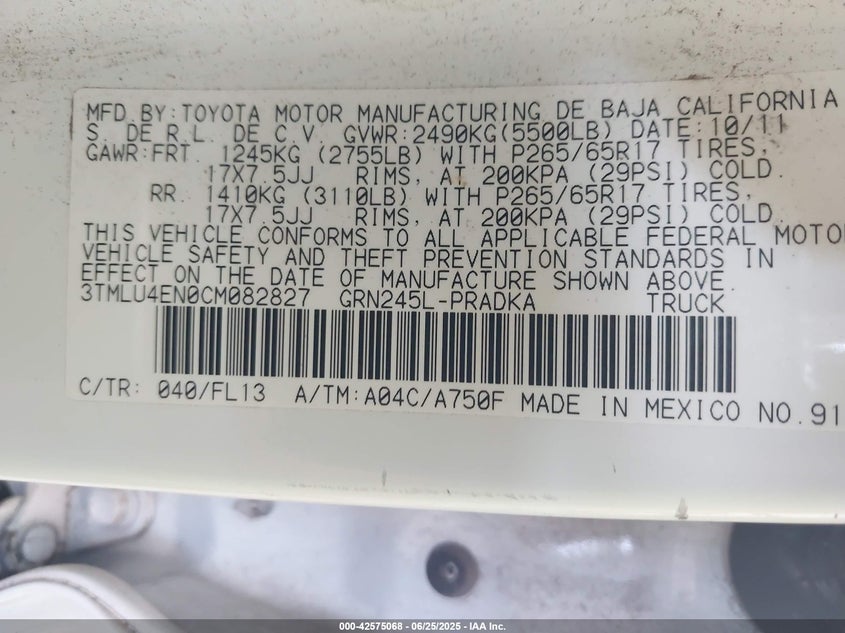 MFD.BY:TOYOTA MOTOR MANUFACTURING DE BAJA CALIFORNIA
S. DE R.L. DE C.V. GVWR:2490KG(5500LB) DATE:10/11
GAWR:FRT. 1245KG (2755LB) WITH P265/65R17 TIRES,
17X7.5JJ RIMS, AT 200KPA (29PSI) COLD.
RR. 1410KG (3110LB) WITH P265/65R17 TIRES,
17X7.5JJ RIMS, AT 200KPA (29PSI) COLD.
THIS VEHICLE CONFORMS TO ALL APPLICABLE FEDERAL MOTO
VEHICLE SAFETY AND THEFT PREVENTION STANDARDS IN
EFFECT ON THE DATE OF MANUFACTURE SHOWN ABOVE.
3TMLU4EN0CM082827 GRN245L-PRADKA TRUCK
C/TR: 040/FL13 A/TM:A04C/A750F MADE IN MEXICO NO.91
000-42575068 - 06/25/2025 - IAA Inc.